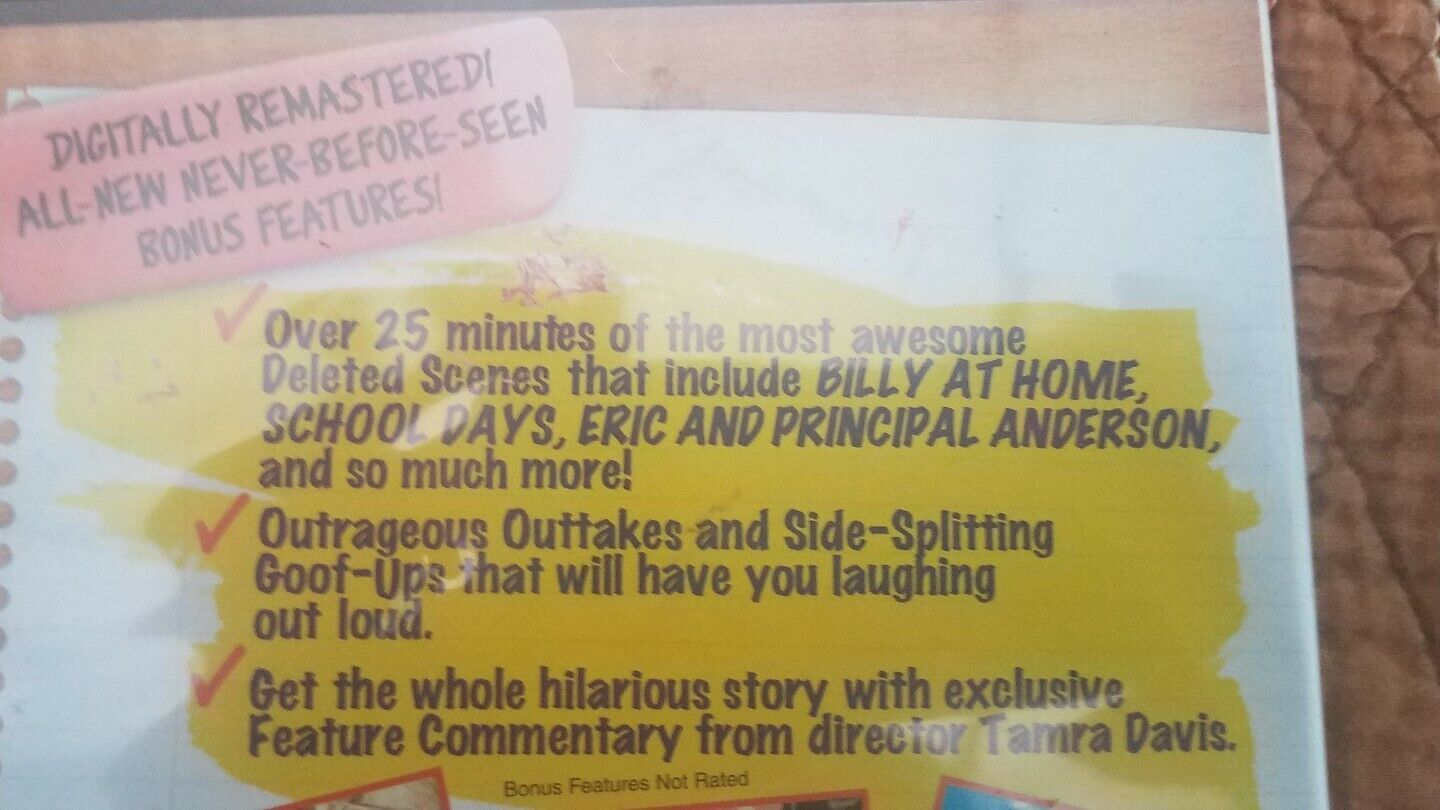 DIGITALLY REMASTERED!
ALL-NEW NEVER-BEFORE-SEEN
BONUS FEATURES!
Over 25 minutes of the most awesome
Deleted Scenes that include BILLY AT HOME,
SCHOOL DAYS, ERIC AND PRINCIPAL ANDERSON,
and so much more!
Outrageous Outtakes and Side-Splitting
Goof-Ups that will have you laughing
out loud.
Get the whole hilarious story with exclusive
Feature Commentary from director Tamra Davis.
Bonus Features Not Rated